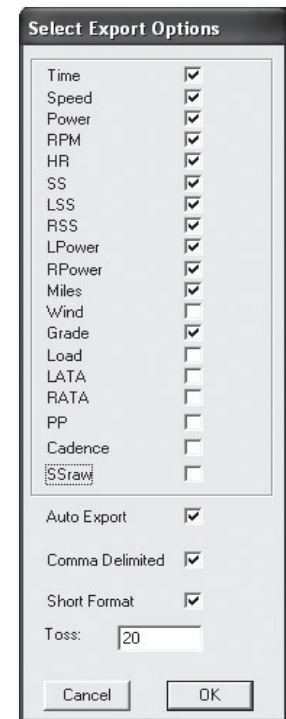 Select Export Options
Time
Speed
Power
RPM
HR
SS
LSS
RSS
LPower
RPower
Miles
Wind
Grade
Load
LATA
RATA
PP
Cadence
SSraw
Auto Export
Comma Delimited
Short Format
Toss: 20
Cancel OK